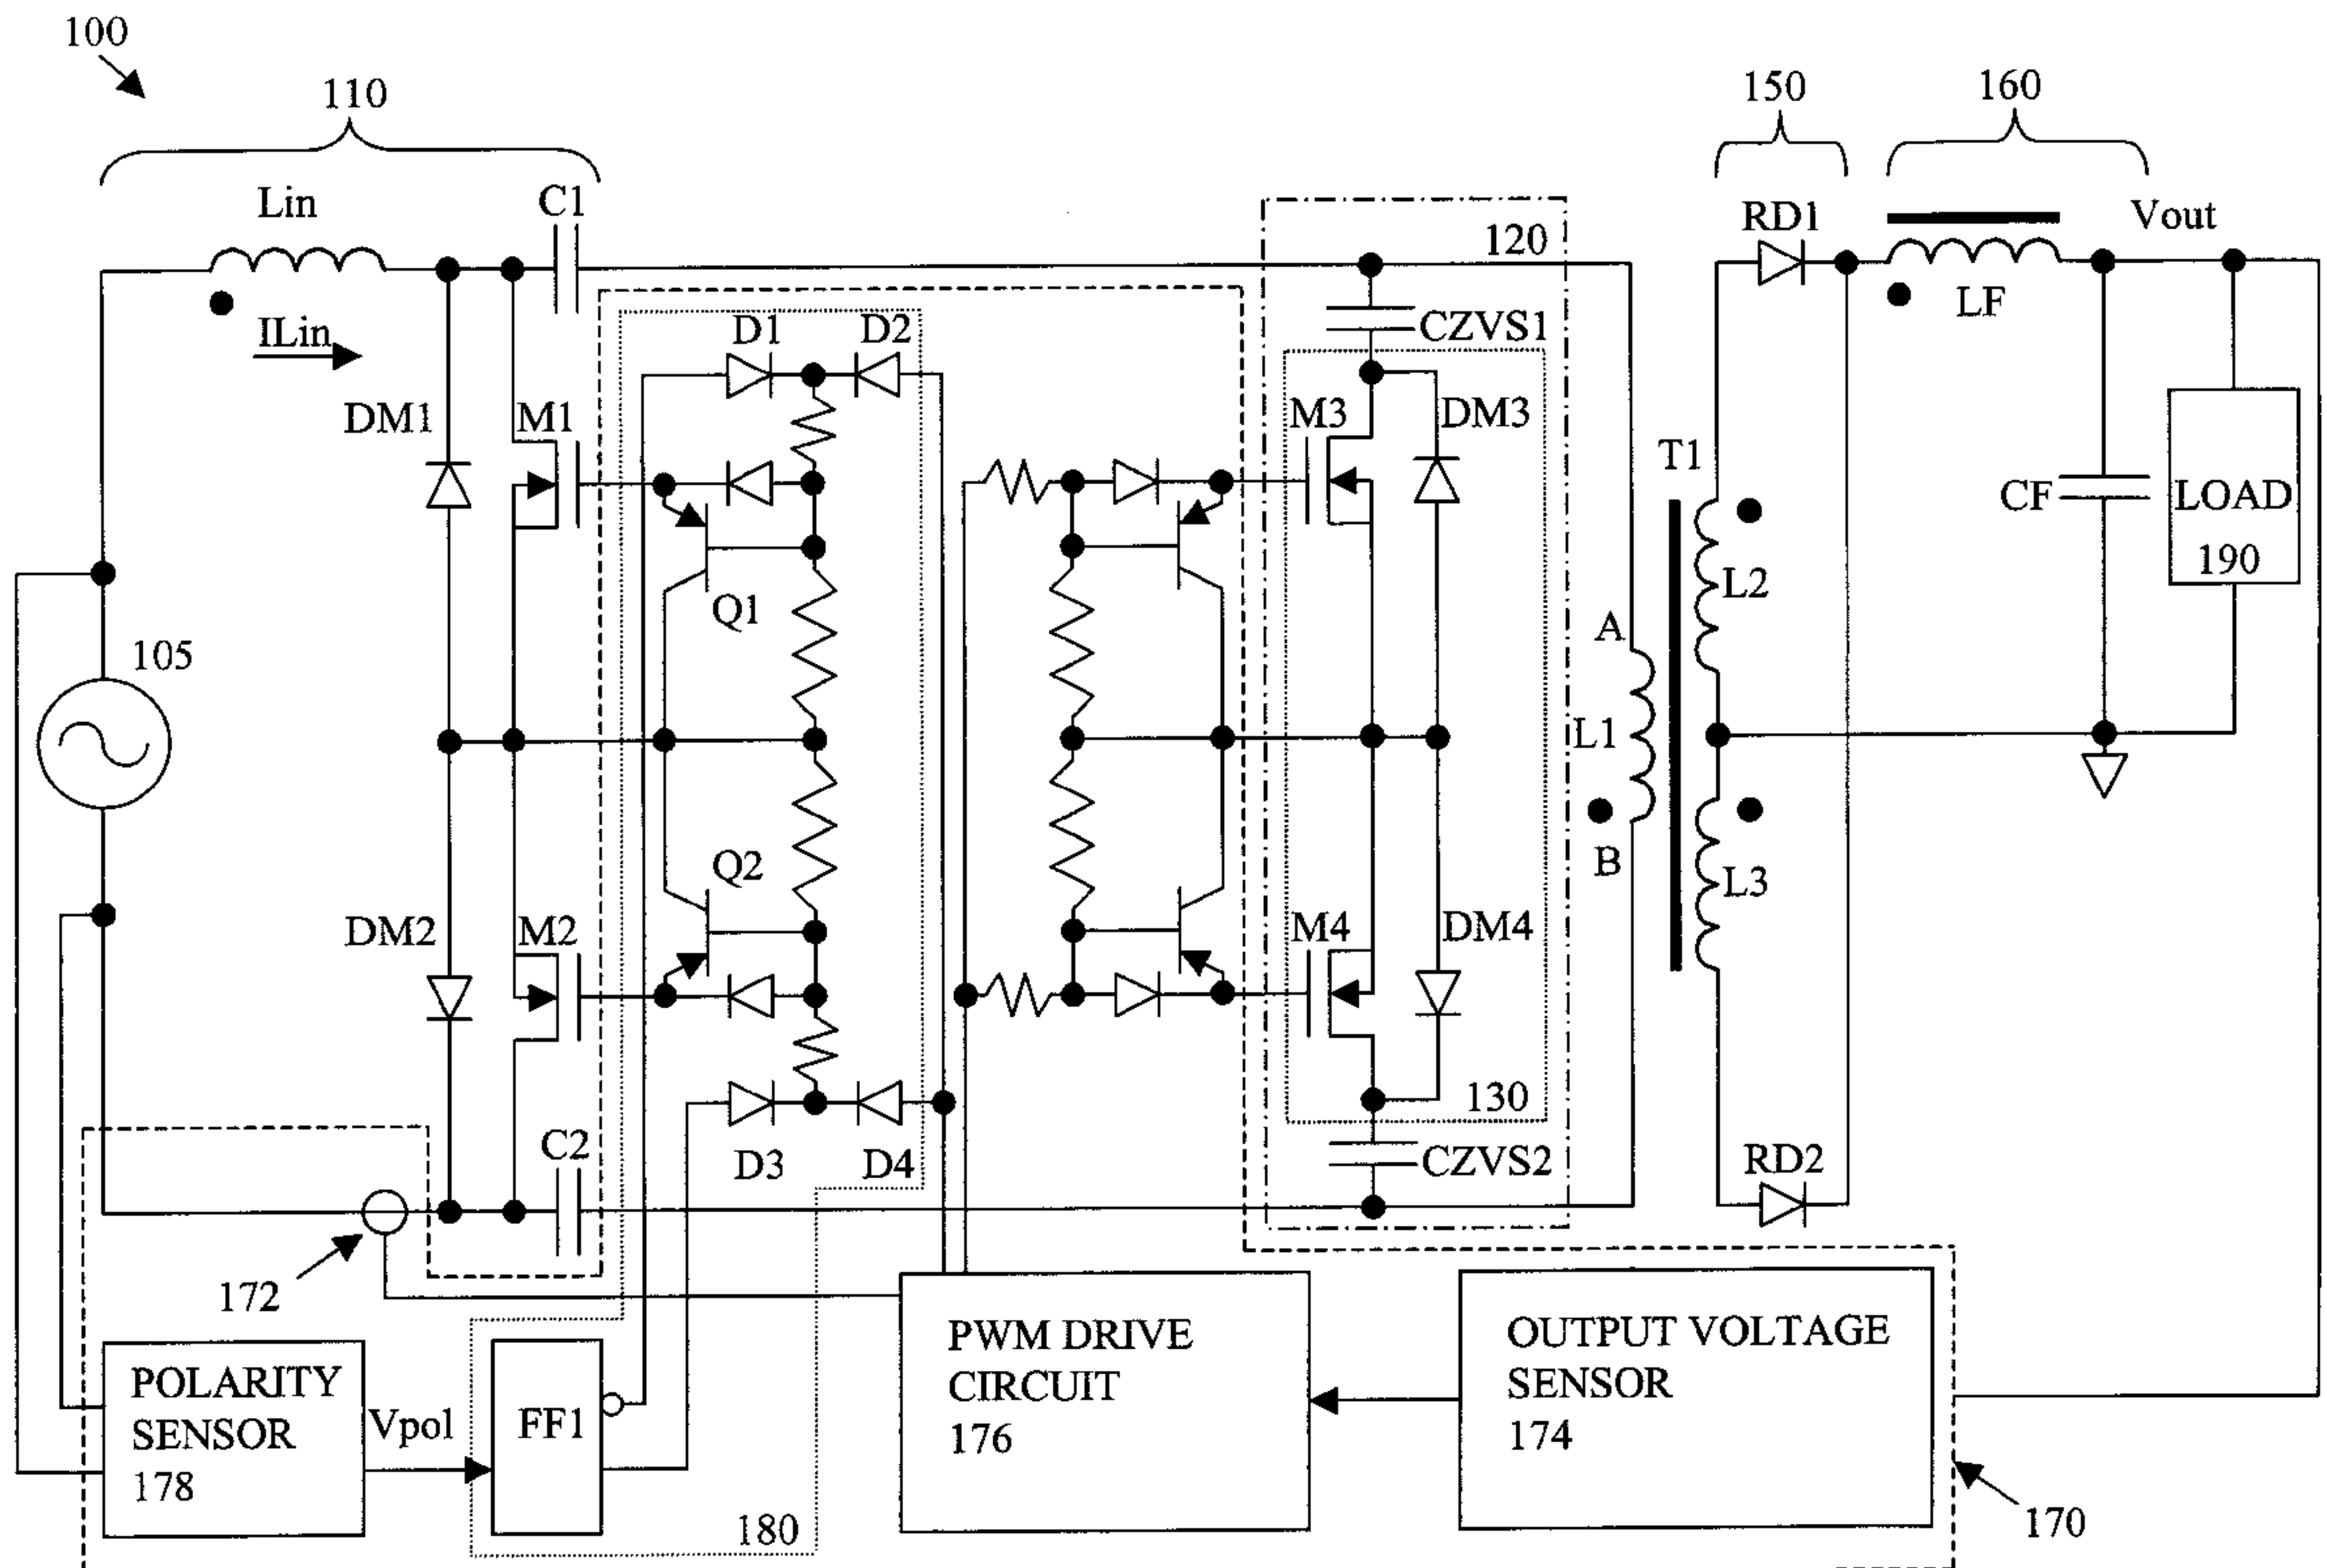 100
110
150
160
Lin
C1
RD1
Vout
120
ILin
D1
D2
CZVS1
LF
DM1
M1
M3
DM3
T1
CF
LOAD
190
L2
Q1
A
105
L1
B
Q2
L3
DM2
M2
M4
DM4
130
C2
D3
D4
CZVS2
RD2
172
POLARITY
SENSOR
178
Vpol
FF1
180
PWM DRIVE
CIRCUIT
176
OUTPUT VOLTAGE
SENSOR
174
170